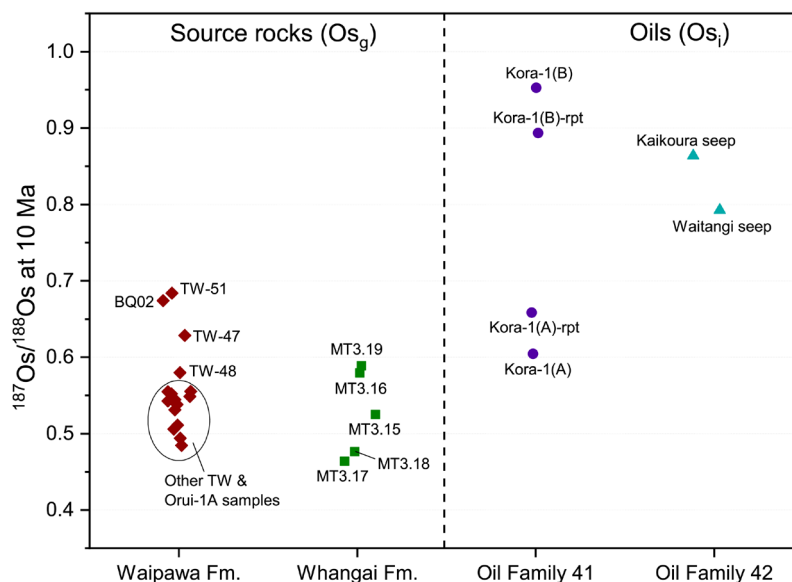 Source rocks (Osg)
Oils (Osi)
187Os/188Os at 10 Ma
1.0
0.9
0.8
0.7
0.6
0.5
0.4
Kora-1(B)
Kora-1(B)-rpt
Kaikoura seep
Waitangi seep
TW-51
BQ02
TW-47
TW-48
Kora-1(A)-rpt
Kora-1(A)
MT3.19
MT3.16
MT3.15
MT3.18
MT3.17
Other TW &
Orui-1A samples
Waipawa Fm.
Whangai Fm.
Oil Family 41
Oil Family 42